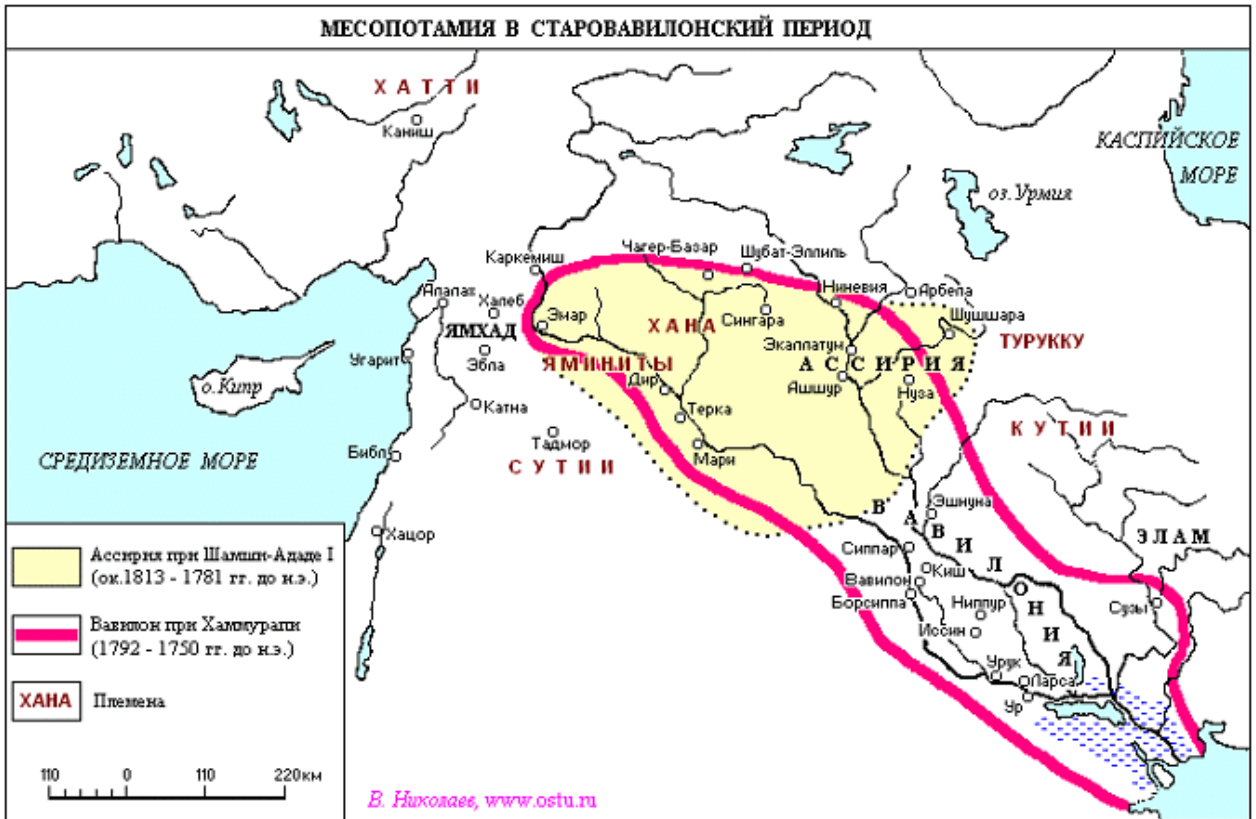 МЕСОПОТАМИЯ В СТАРОВАВИЛОНСКИЙ ПЕРИОД
ХАТТИ
Каниш
КАСПИЙСКОЕ
МОРЕ
оз.Урмия
Каркемиш
Чагер-Базар
Шубат-Эллиль
Ниневия
Арбела
Шушшара
Алалах
Халеб
Эмар
ХАНА
Сингара
ТУРУККУ
ЯМХАД
Экаллатум
Угарит
Эбла
ЯМИНИТЫ
АССИРИЯ
Дир
Ашшур
Нуза
о.Кипр
Катна
Терка
КУТИИ
Тадмор
Мари
СРЕДИЗЕМНОЕ МОРЕ
Библ
СУТИИ
Эшнуна
ВАВИЛОНИЯ
Хацор
ЭЛАМ
Сиппар
Киш
Вавилон
Борсиппа
Ниппур
Сузы
Иссин
Урук
Ларса
Ур
Ассирия при Шамши-Ададе I
(ок.1813 - 1781 гг. до н.э.)
Вавилон при Хаммурапи
(1792 - 1750 гг. до н.э.)
ХАНА Племена
110 0 110 220км
В. Николаев, www.ostu.ru